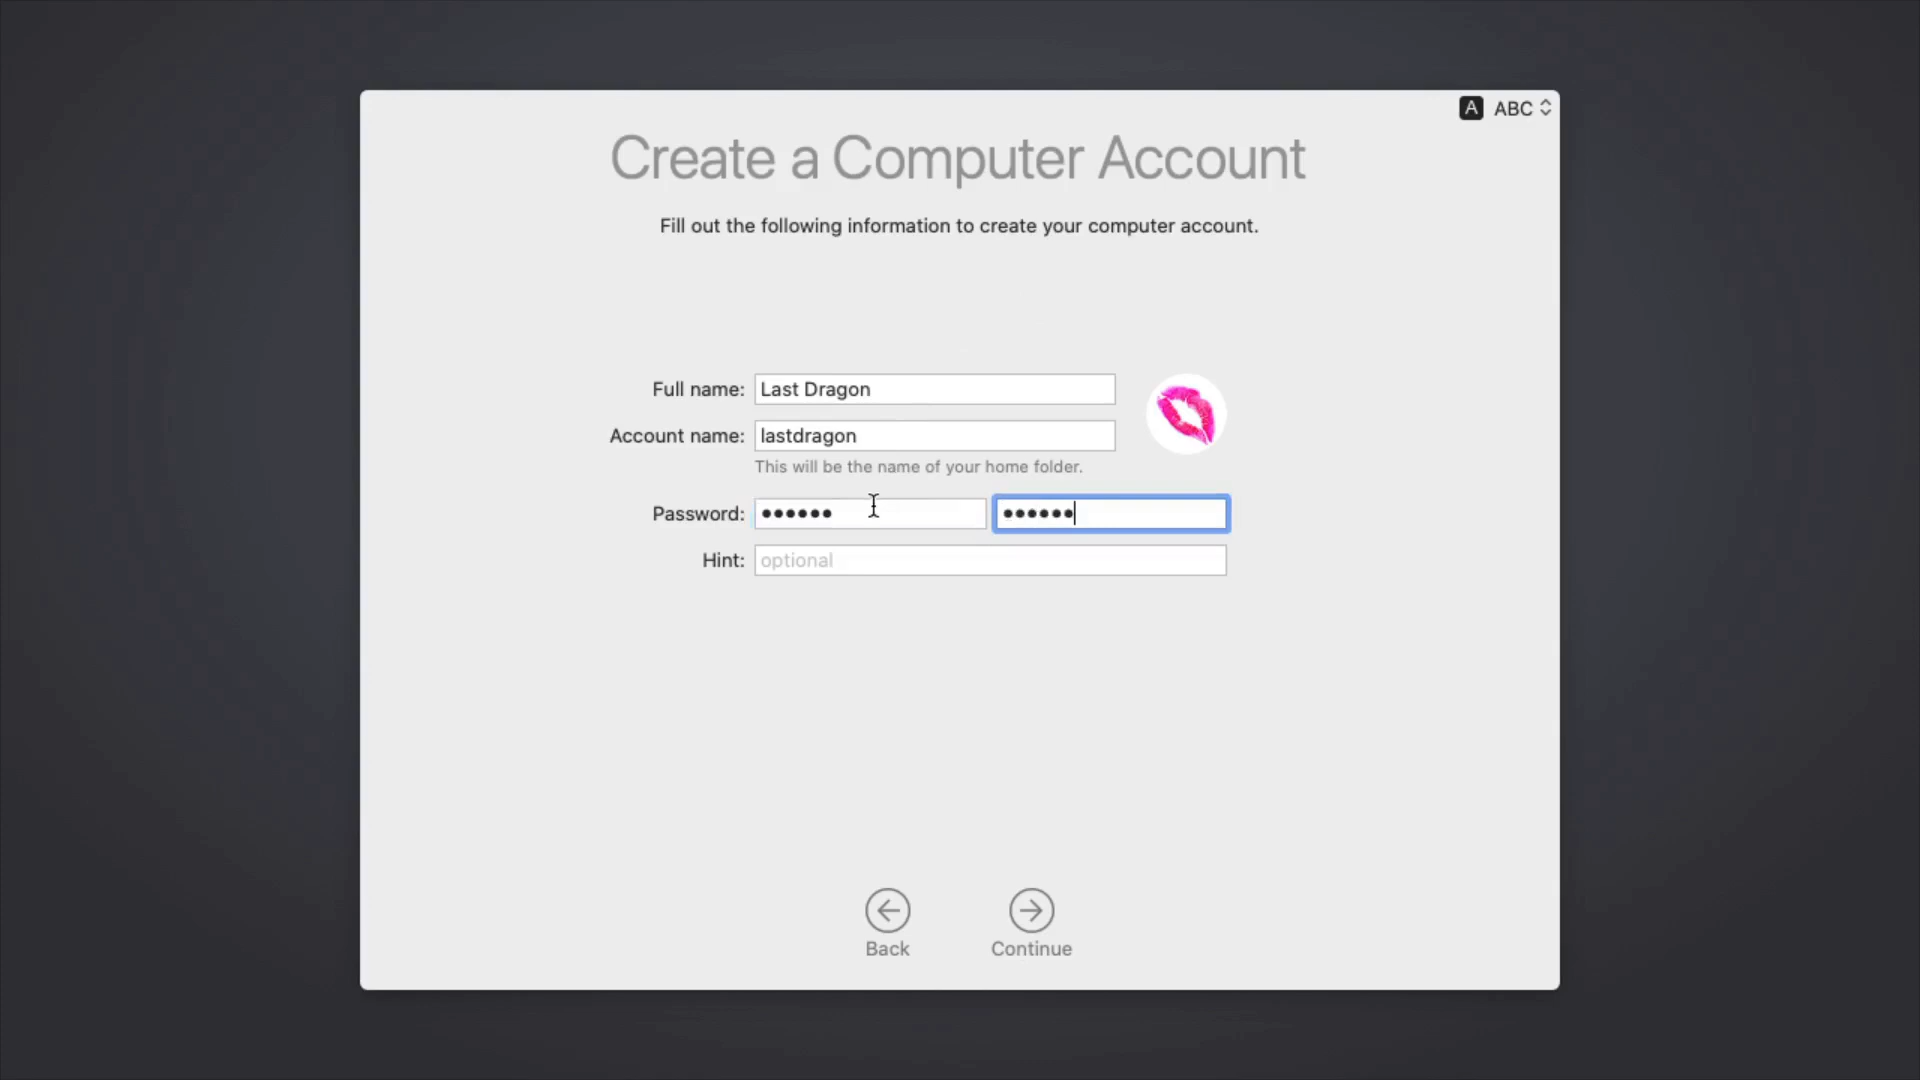 A ABC
Create a Computer Account
Fill out the following information to create your computer account.
Full name: Last Dragon
Account name: lastdragon
This will be the name of your home folder.
Password: •••••• ••••••
Hint: optional
Back Continue